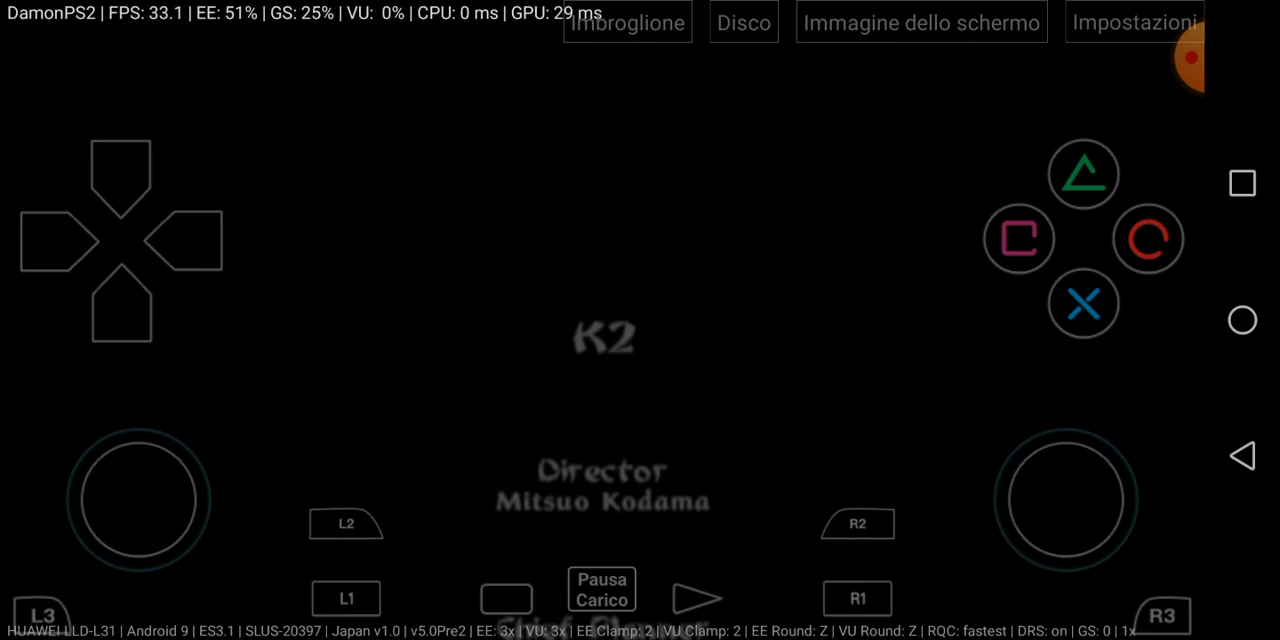 DamonPS2 | FPS: 33.1 | EE: 51% | GS: 25% | VU: 0% | CPU: 0 ms | GPU: 29 ms
Imbroglione
Disco
Immagine dello schermo
Impostazioni
K2
Director
Mitsuo Kodama
L2
R2
Pausa
Carico
L1
R1
L3
R3
Chief Planner
HUAWEI LLD-L31 | Android 9 | ES3.1 | SLUS-20397 | Japan v1.0 | v5.0Pre2 | EE: 3x | VU: 3x | EE Clamp: 2 | VU Clamp: 2 | EE Round: Z | VU Round: Z | RQC: fastest | DRS: on | GS: 0 | 1x